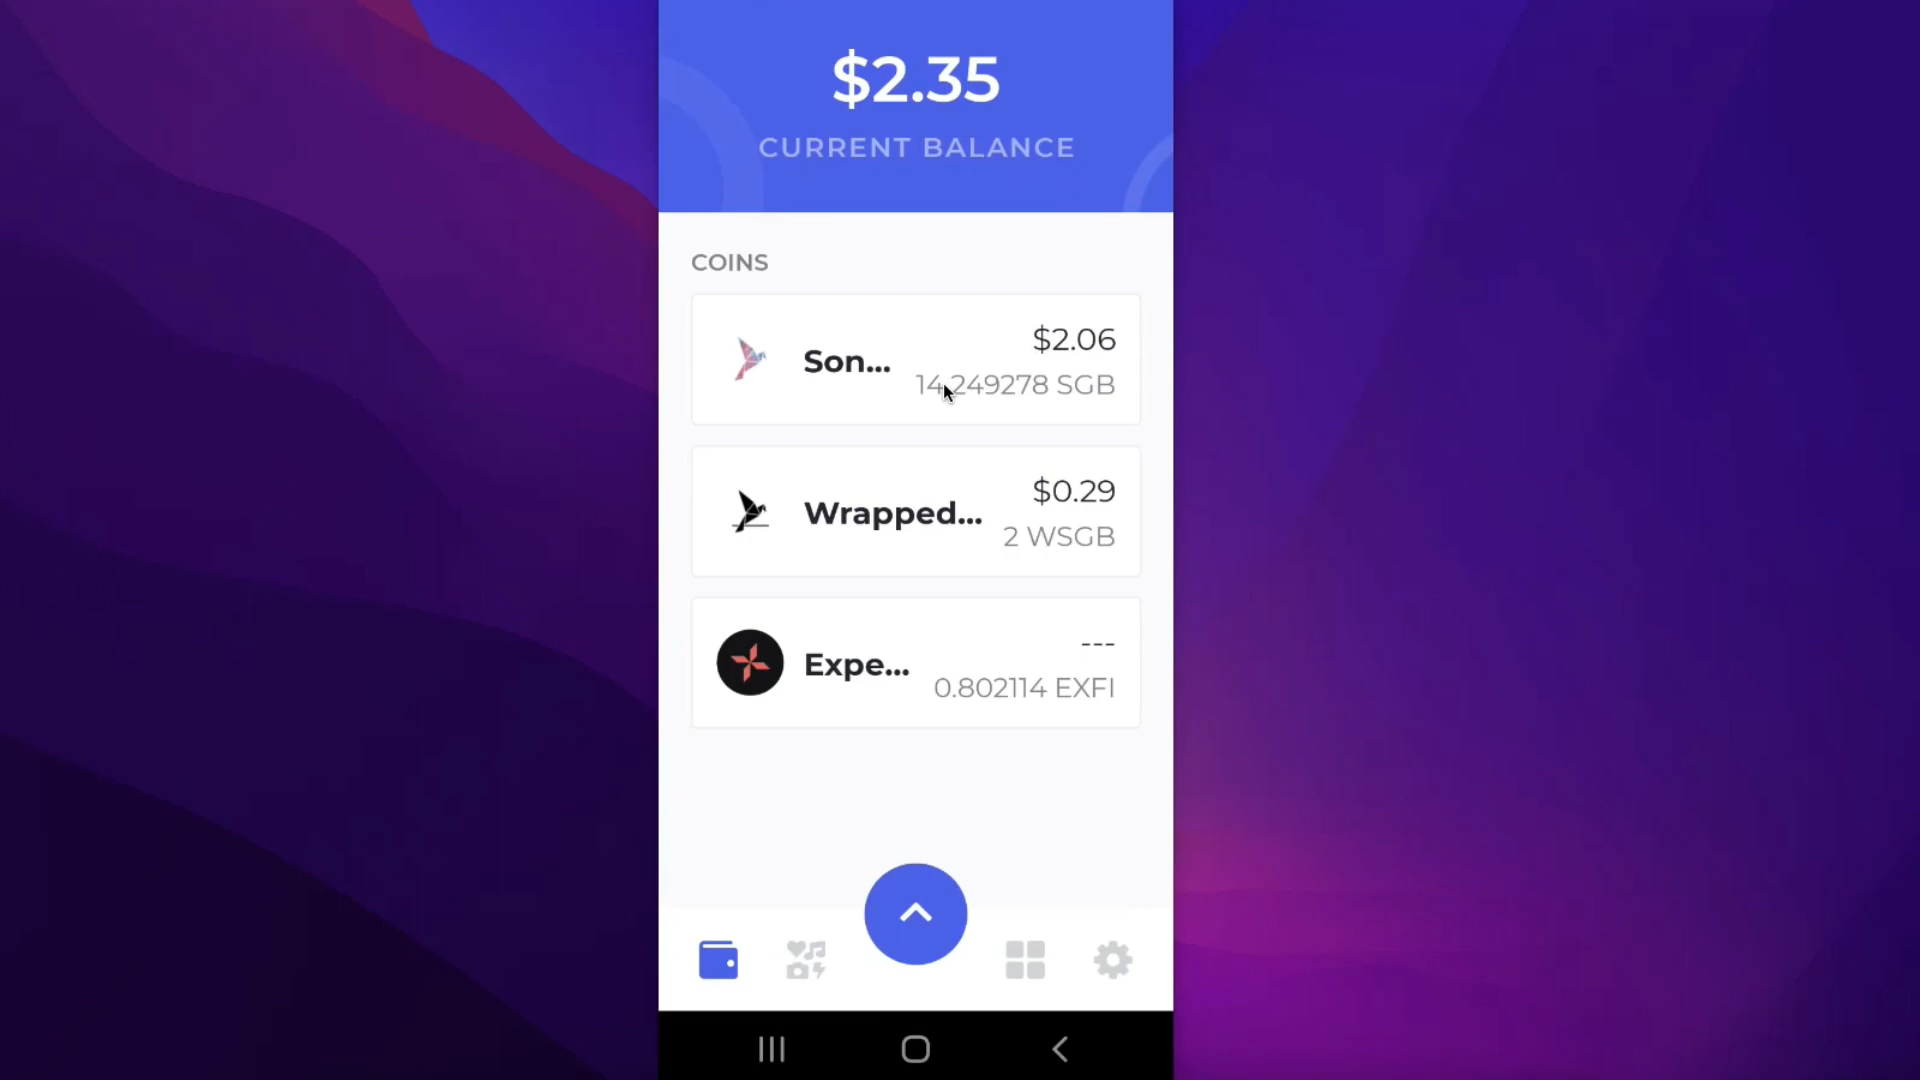 $2.35
CURRENT BALANCE
COINS
$2.06
Son...
14.249278 SGB
$0.29
Wrapped...
2 WSGB
---
Expe...
0.802114 EXFI